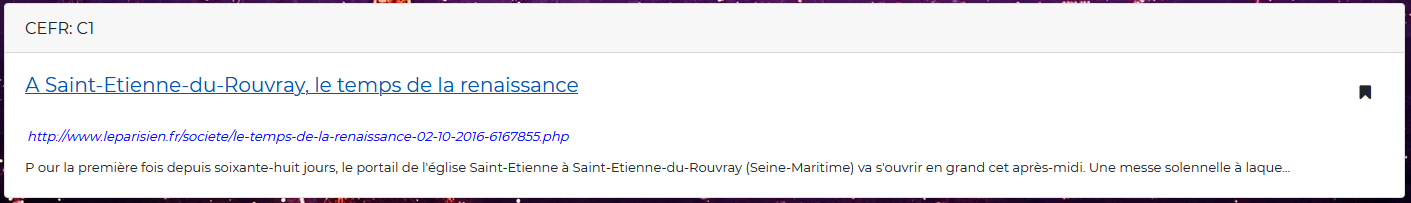 CEFR: C1
A Saint-Etienne-du-Rouvray, le temps de la renaissance
http://www.leparisien.fr/societe/le-temps-de-la-renaissance-02-10-2016-6167855.php
P our la première fois depuis soixante-huit jours, le portail de l'église Saint-Etienne à Saint-Etienne-du-Rouvray (Seine-Maritime) va s'ouvrir en grand cet après-midi. Une messe solennelle à laque...